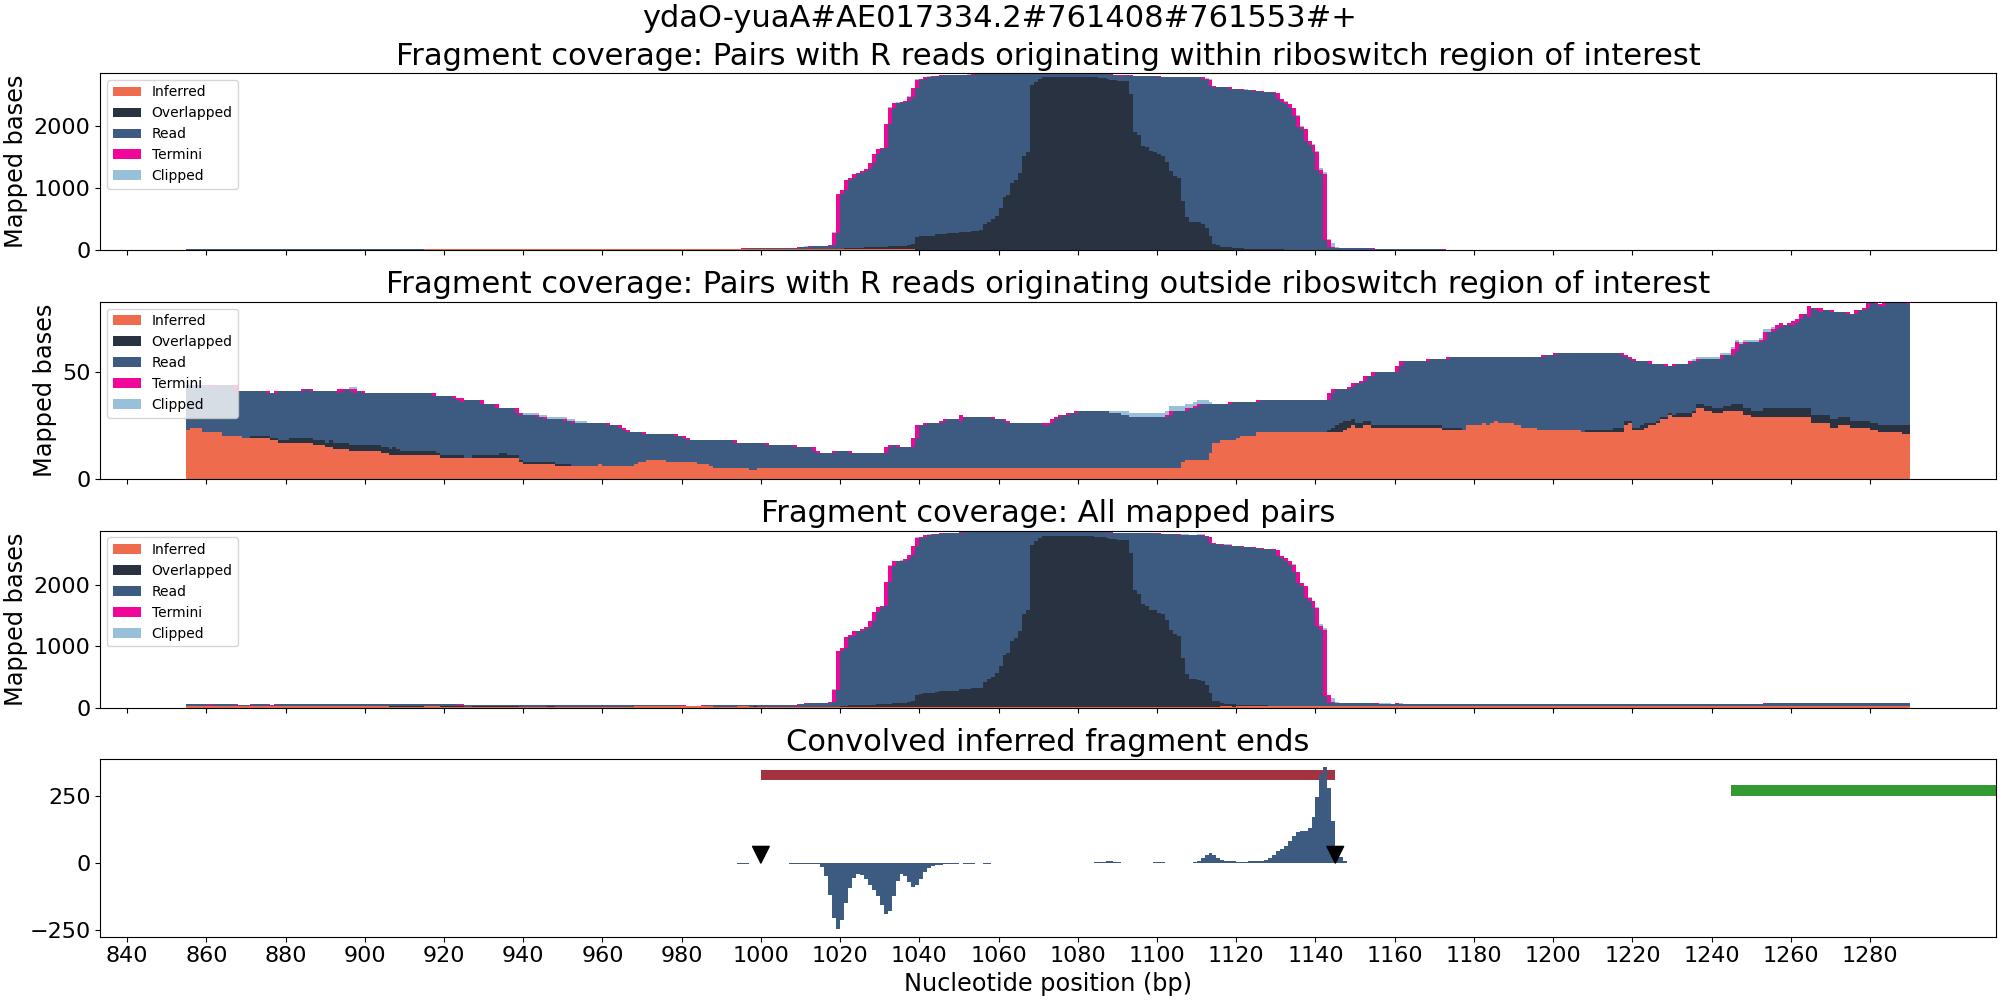 ydaO-yuaA#AE017334.2#761408#761553#+
Fragment coverage: Pairs with R reads originating within riboswitch region of interest
Mapped bases
2000
1000
0
Inferred
Overlapped
Read
Termini
Clipped
Fragment coverage: Pairs with R reads originating outside riboswitch region of interest
Mapped bases
50
0
Inferred
Overlapped
Read
Termini
Clipped
Fragment coverage: All mapped pairs
Mapped bases
2000
1000
0
Inferred
Overlapped
Read
Termini
Clipped
Convolved inferred fragment ends
250
0
−250
840 860 880 900 920 940 960 980 1000 1020 1040 1060 1080 1100 1120 1140 1160 1180 1200 1220 1240 1260 1280
Nucleotide position (bp)